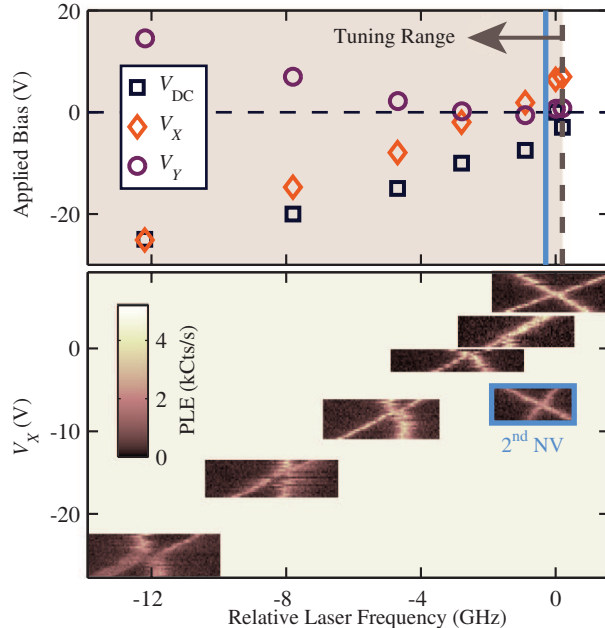 Tuning Range
V_DC
V_X
V_Y
Applied Bias (V)
20
0
-20
PLE (kCts/s)
4
2
0
V_X (V)
0
-10
-20
2nd NV
-12
-8
-4
0
Relative Laser Frequency (GHz)